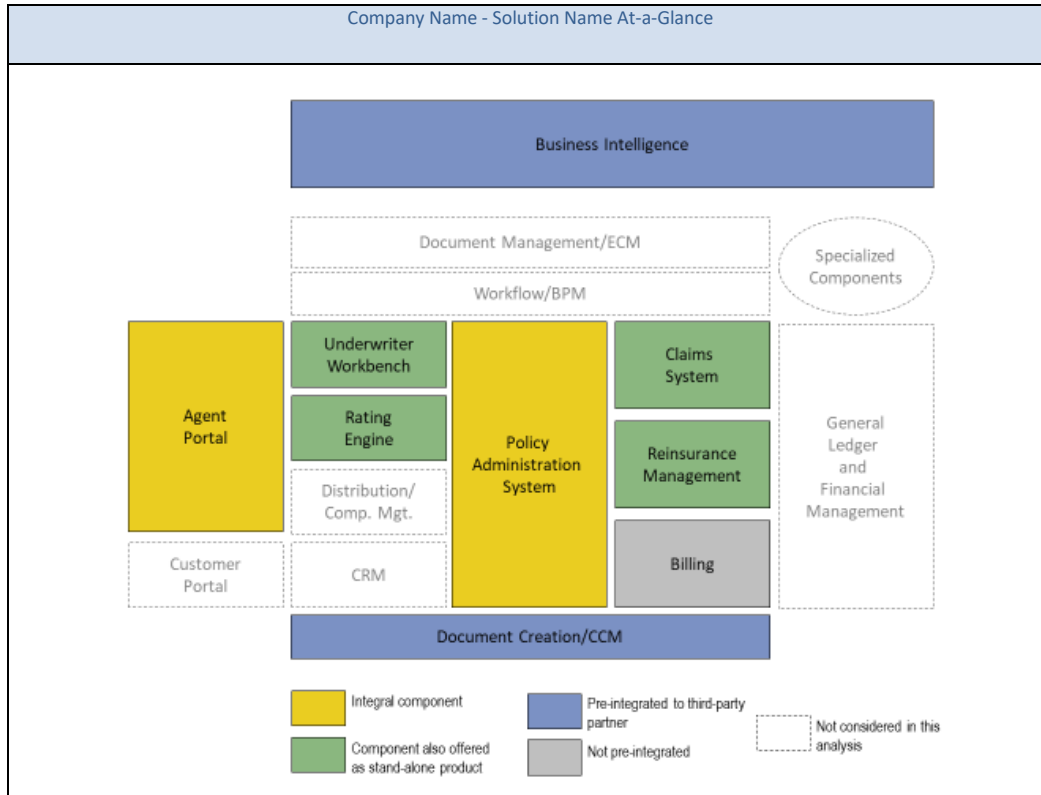 Company Name - Solution Name At-a-Glance
Business Intelligence
Document Management/ECM
Specialized
Components
Workflow/BPM
Agent
Portal
Underwriter
Workbench
Rating
Engine
Distribution/
Comp. Mgt.
Customer
Portal
CRM
Policy
Administration
System
Claims
System
Reinsurance
Management
Billing
General
Ledger
and
Financial
Management
Document Creation/CCM
Integral component
Component also offered
as stand-alone product
Pre-integrated to third-party
partner
Not pre-integrated
Not considered in this
analysis